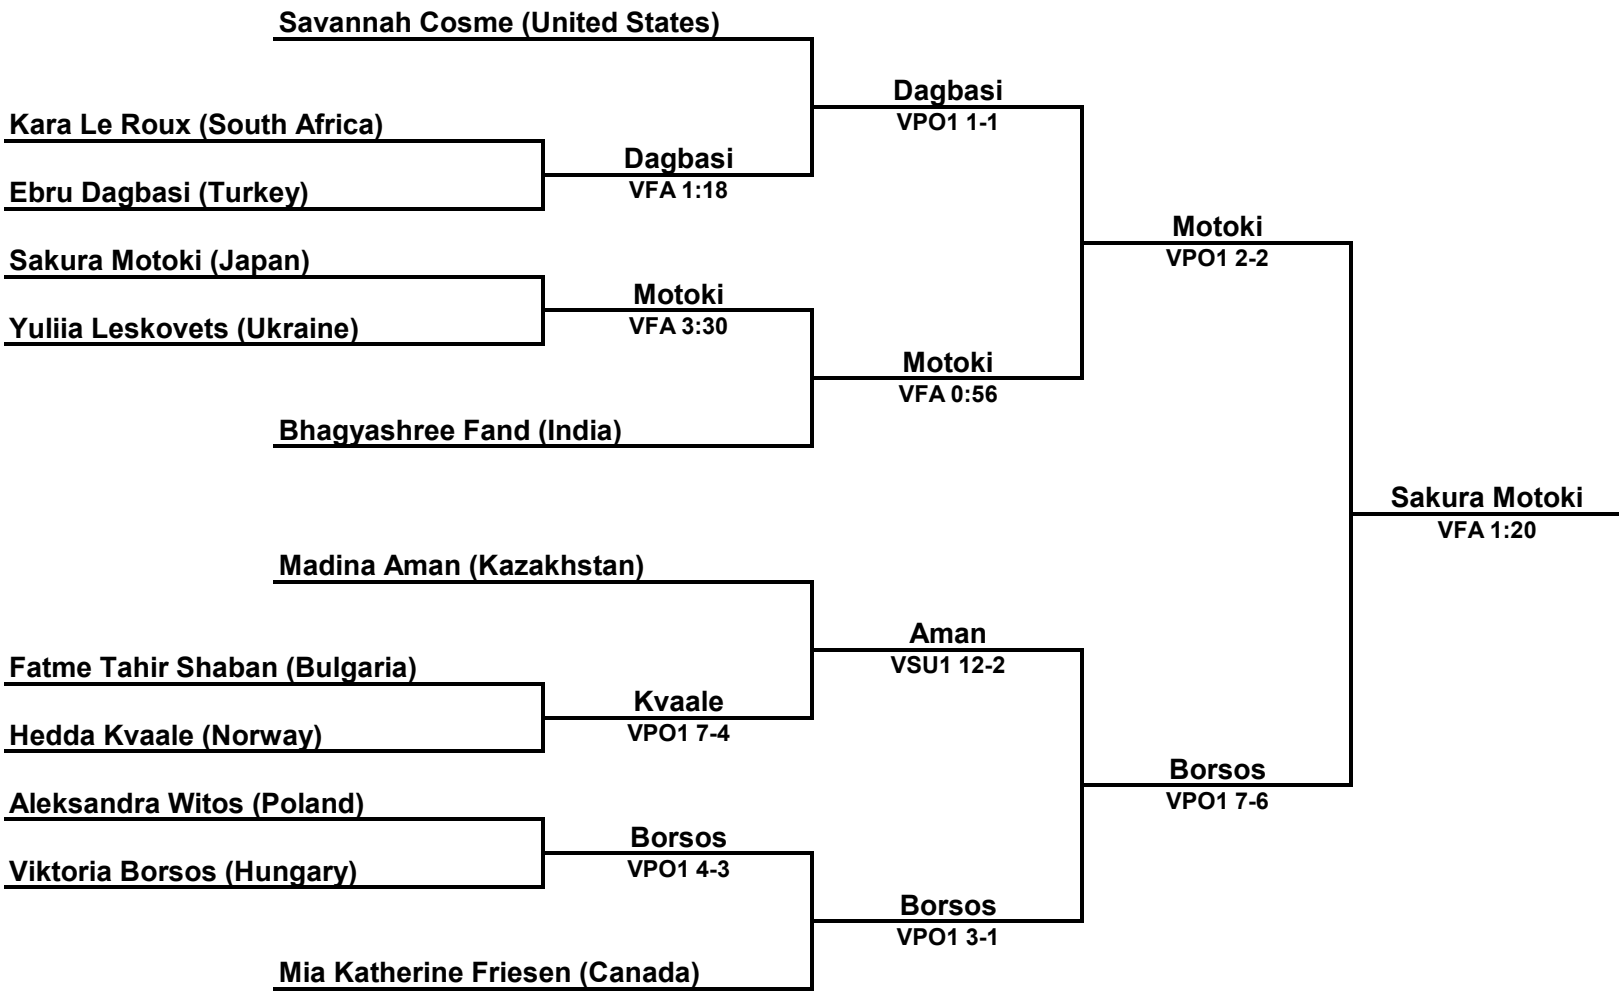 Savannah Cosme (United States)
Dagbasi
VPO1 1-1
Kara Le Roux (South Africa)
Dagbasi
VFA 1:18
Ebru Dagbasi (Turkey)
Motoki
VPO1 2-2
Sakura Motoki (Japan)
Motoki
VFA 3:30
Yuliia Leskovets (Ukraine)
Motoki
VFA 0:56
Bhagyashree Fand (India)
Sakura Motoki
VFA 1:20
Madina Aman (Kazakhstan)
Aman
VSU1 12-2
Fatme Tahir Shaban (Bulgaria)
Kvaale
VPO1 7-4
Hedda Kvaale (Norway)
Borsos
VPO1 7-6
Aleksandra Witos (Poland)
Borsos
VPO1 4-3
Viktoria Borsos (Hungary)
Borsos
VPO1 3-1
Mia Katherine Friesen (Canada)